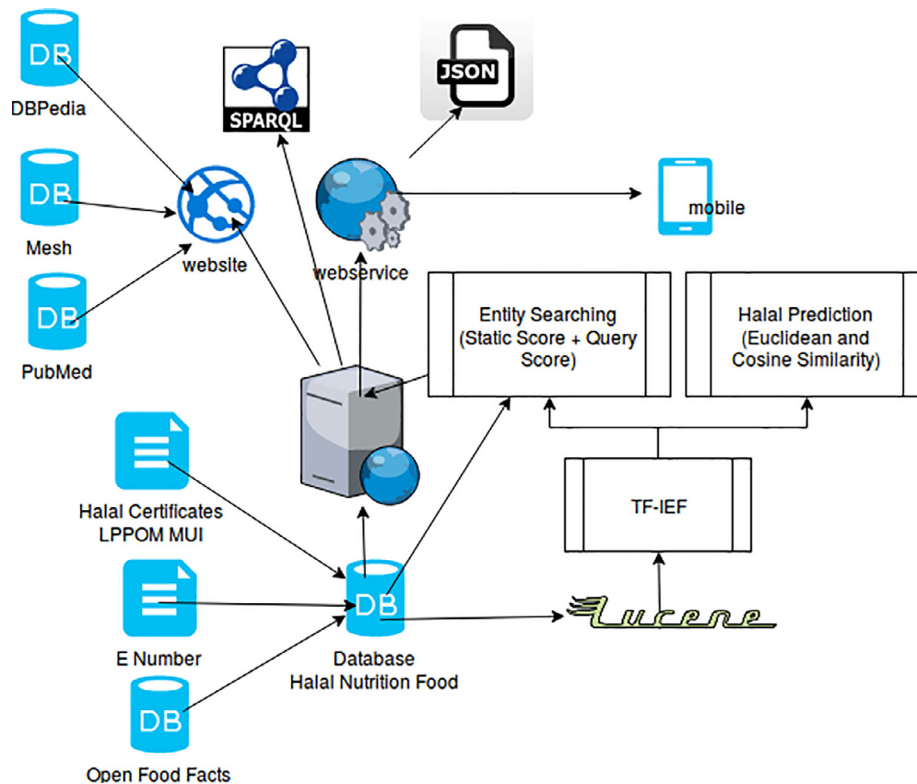 DB
DBPedia
SPARQL
JSON
DB
Mesh
website
webservice
mobile
DB
PubMed
Entity Searching
(Static Score + Query
Score)
Halal Prediction
(Euclidean and
Cosine Similarity)
TF-IEF
Halal Certificates
LPPOM MUI
E Number
DB
Database
Halal Nutrition Food
Lucene
DB
Open Food Facts